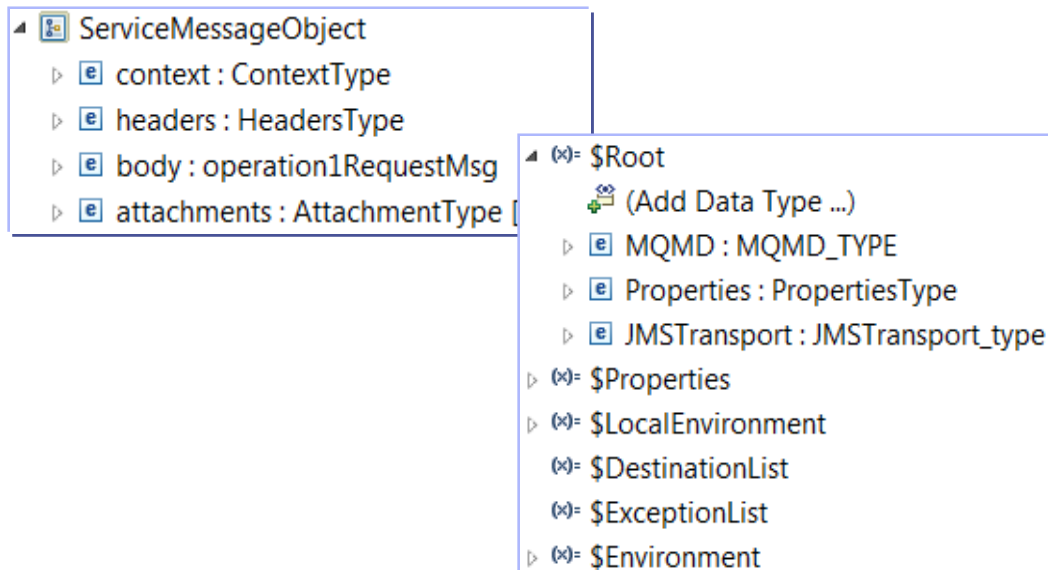 ServiceMessageObject
context : ContextType
headers : HeadersType
body : operation1RequestMsg
attachments : AttachmentType [
$Root
(Add Data Type ...)
MQMD : MQMD_TYPE
Properties : PropertiesType
JMSTransport : JMSTransport_type
$Properties
$LocalEnvironment
$DestinationList
$ExceptionList
$Environment